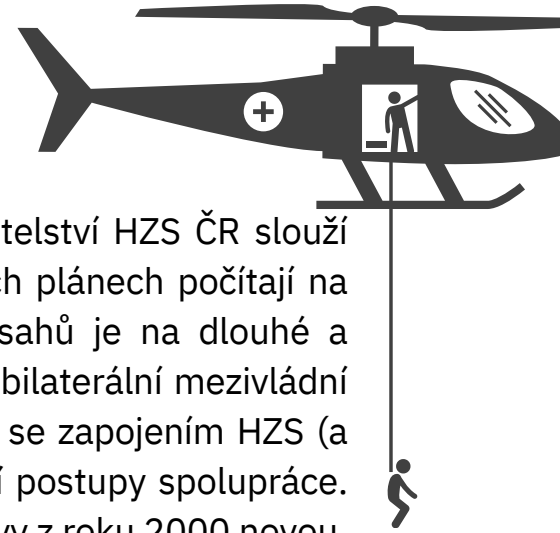 telství HZS ČR slouží
ch plánech počítají na
sahů je na dlouhé a
bilaterální mezivládní
se zapojením HZS (a
í postupy spolupráce.
vy z roku 2000 novou